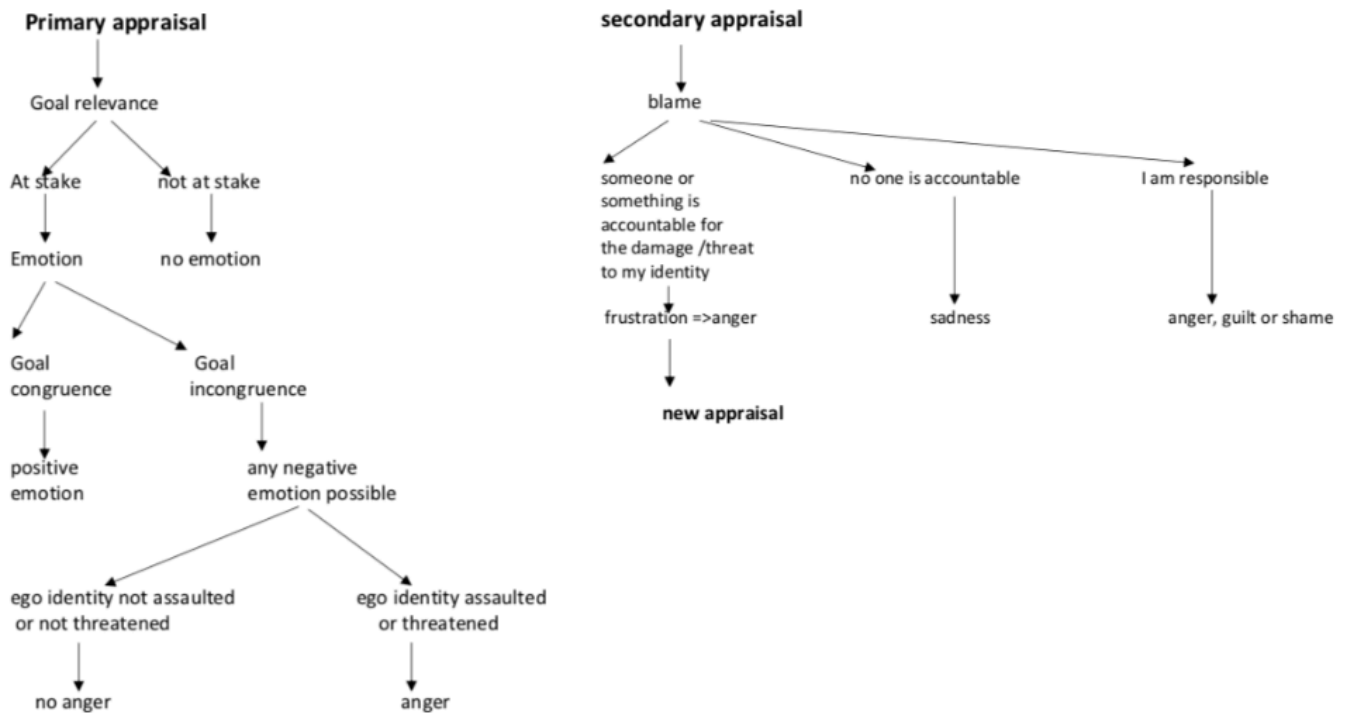 Primary appraisal
Goal relevance
At stake
not at stake
Emotion
no emotion
Goal
congruence
Goal
incongruence
positive
emotion
any negative
emotion possible
ego identity not assaulted
or not threatened
ego identity assaulted
or threatened
no anger
anger
secondary appraisal
blame
someone or
something is
accountable for
the damage /threat
to my identity
no one is accountable
I am responsible
frustration =>anger
sadness
anger, guilt or shame
new appraisal